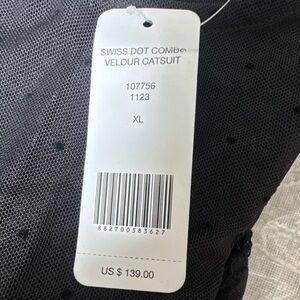 SWISS DOT COMBO
VELOUR CATSUIT
107756
1123
XL
882700383627
US $ 139.00